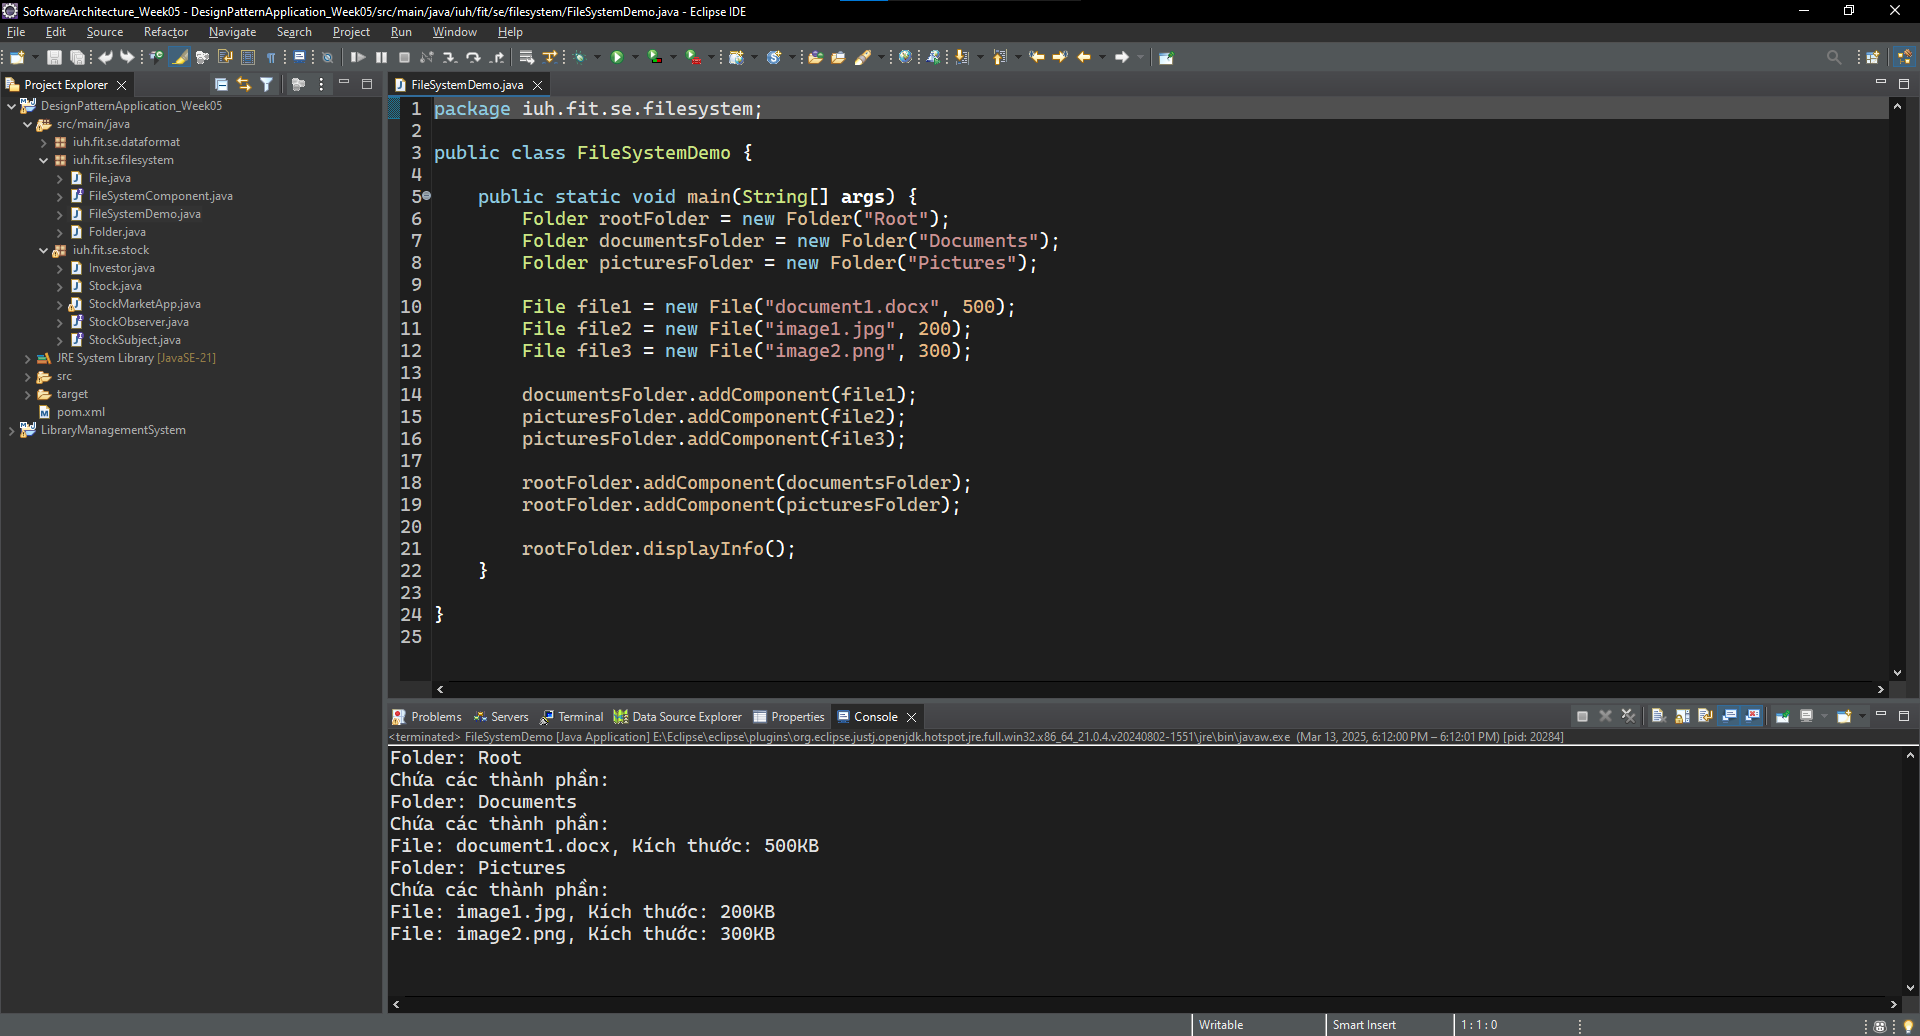 SoftwareArchitecture_Week05 - DesignPatternApplication_Week05/src/main/java/iuh/fit/se/filesystem/FileSystemDemo.java - Eclipse IDE
File Edit Source Refactor Navigate Search Project Run Window Help
Project Explorer
DesignPatternApplication_Week05
src/main/java
iuh.fit.se.dataformat
iuh.fit.se.filesystem
File.java
FileSystemComponent.java
FileSystemDemo.java
Folder.java
iuh.fit.se.stock
Investor.java
Stock.java
StockMarketApp.java
StockObserver.java
StockSubject.java
JRE System Library [JavaSE-21]
src
target
pom.xml
LibraryManagementSystem
FileSystemDemo.java
1 package iuh.fit.se.filesystem;
2
3 public class FileSystemDemo {
4
5 public static void main(String[] args) {
6 Folder rootFolder = new Folder("Root");
7 Folder documentsFolder = new Folder("Documents");
8 Folder picturesFolder = new Folder("Pictures");
9
10 File file1 = new File("document1.docx", 500);
11 File file2 = new File("image1.jpg", 200);
12 File file3 = new File("image2.png", 300);
13
14 documentsFolder.addComponent(file1);
15 picturesFolder.addComponent(file2);
16 picturesFolder.addComponent(file3);
17
18 rootFolder.addComponent(documentsFolder);
19 rootFolder.addComponent(picturesFolder);
20
21 rootFolder.displayInfo();
22 }
23
24 }
25
Problems Servers Terminal Data Source Explorer Properties Console
<terminated> FileSystemDemo [Java Application] E:\Eclipse\eclipse\plugins\org.eclipse.justj.openjdk.hotspot.jre.full.win32.x86_64_21.0.4.v20240802-1551\jre\bin\javaw.exe (Mar 13, 2025, 6:12:00 PM – 6:12:01 PM) [pid: 20284]
Folder: Root
Chứa các thành phần:
Folder: Documents
Chứa các thành phần:
File: document1.docx, Kích thước: 500KB
Folder: Pictures
Chứa các thành phần:
File: image1.jpg, Kích thước: 200KB
File: image2.png, Kích thước: 300KB
Writable Smart Insert 1 : 1 : 0